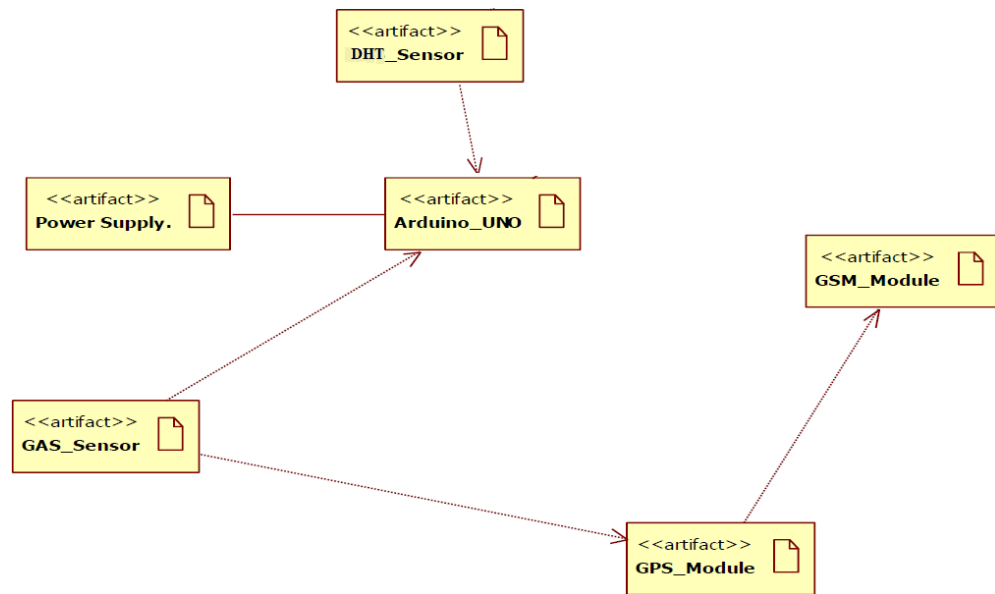 <<artifact>>
DHT_Sensor
<<artifact>>
Power Supply.
<<artifact>>
Arduino_UNO
<<artifact>>
GSM_Module
<<artifact>>
GAS_Sensor
<<artifact>>
GPS_Module